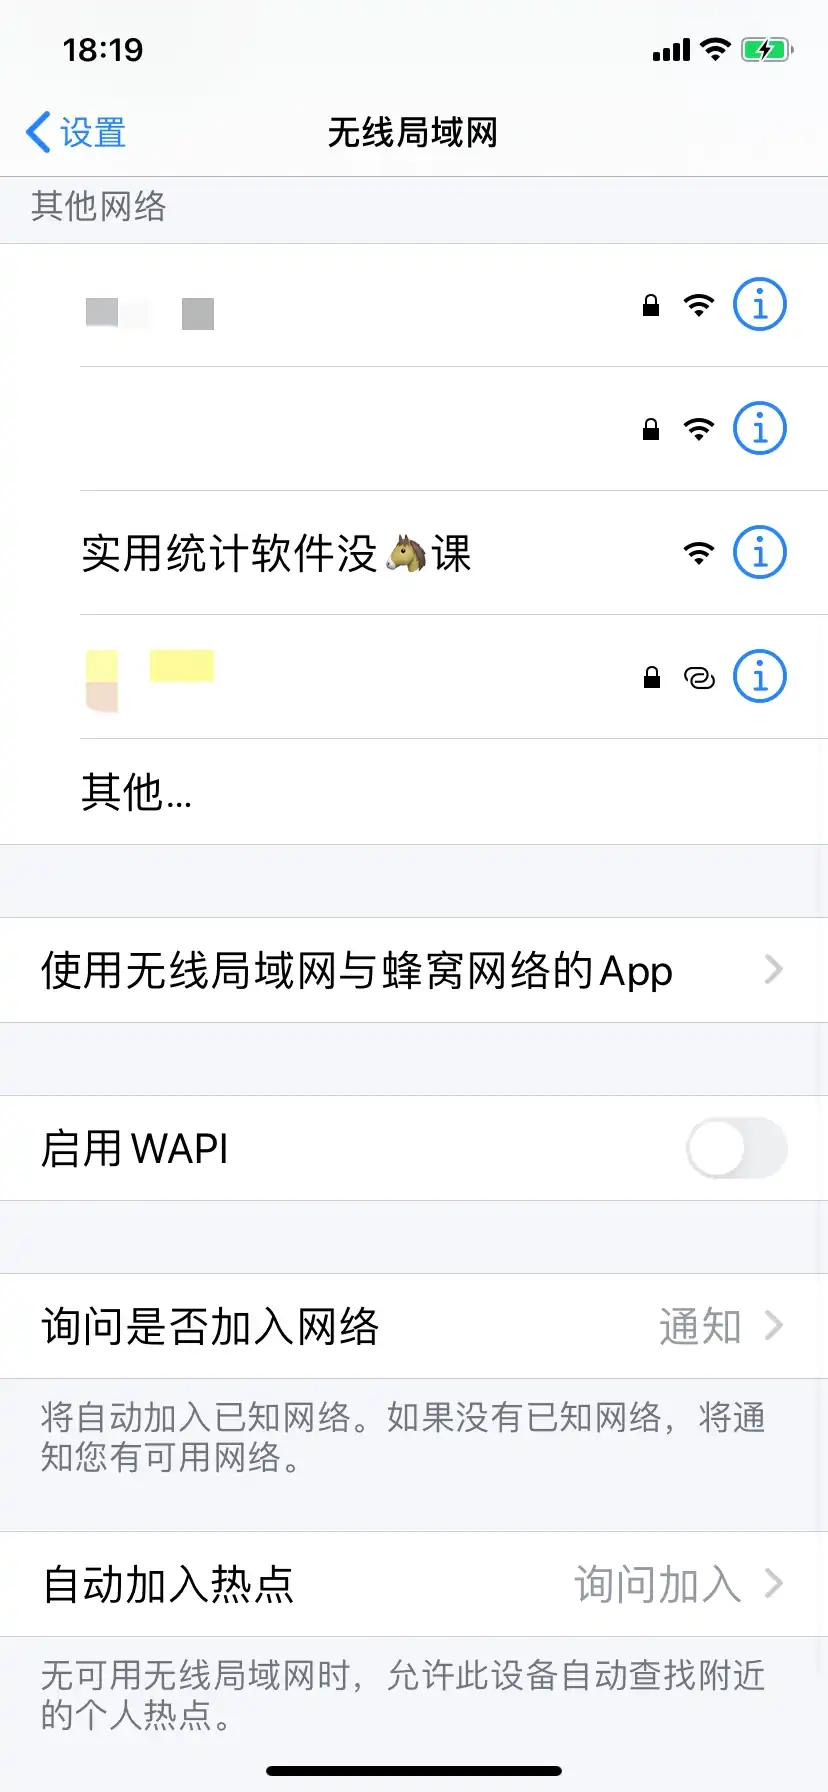 18:19
设置
无线局域网
其他网络
实用统计软件没🐴课
其他...
使用无线局域网与蜂窝网络的App
启用WAPI
询问是否加入网络
通知
将自动加入已知网络。如果没有已知网络，将通
知您有可用网络。
自动加入热点
询问加入
无可用无线局域网时，允许此设备自动查找附近
的个人热点。